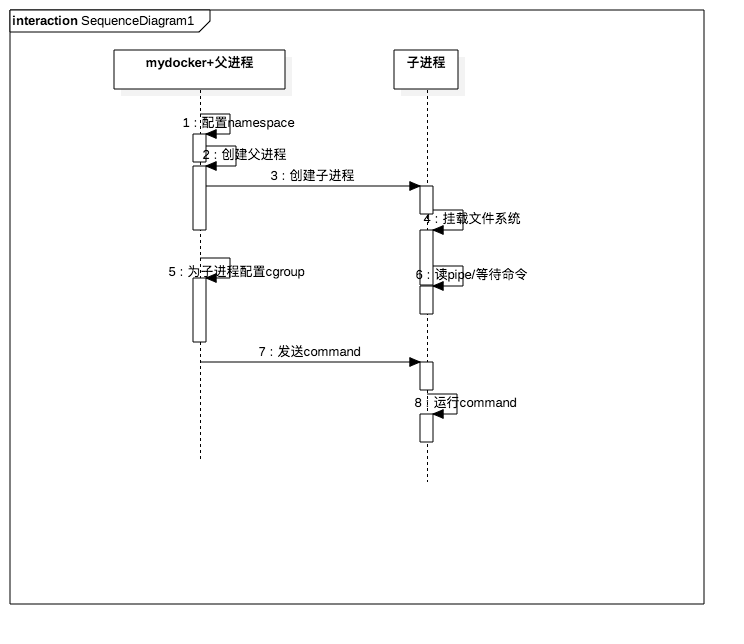 interaction SequenceDiagram1
mydocker+父进程
子进程
1 : 配置namespace
2 : 创建父进程
3 : 创建子进程
4 : 挂载文件系统
5 : 为子进程配置cgroup
6 : 读pipe/等待命令
7 : 发送command
8 : 运行command